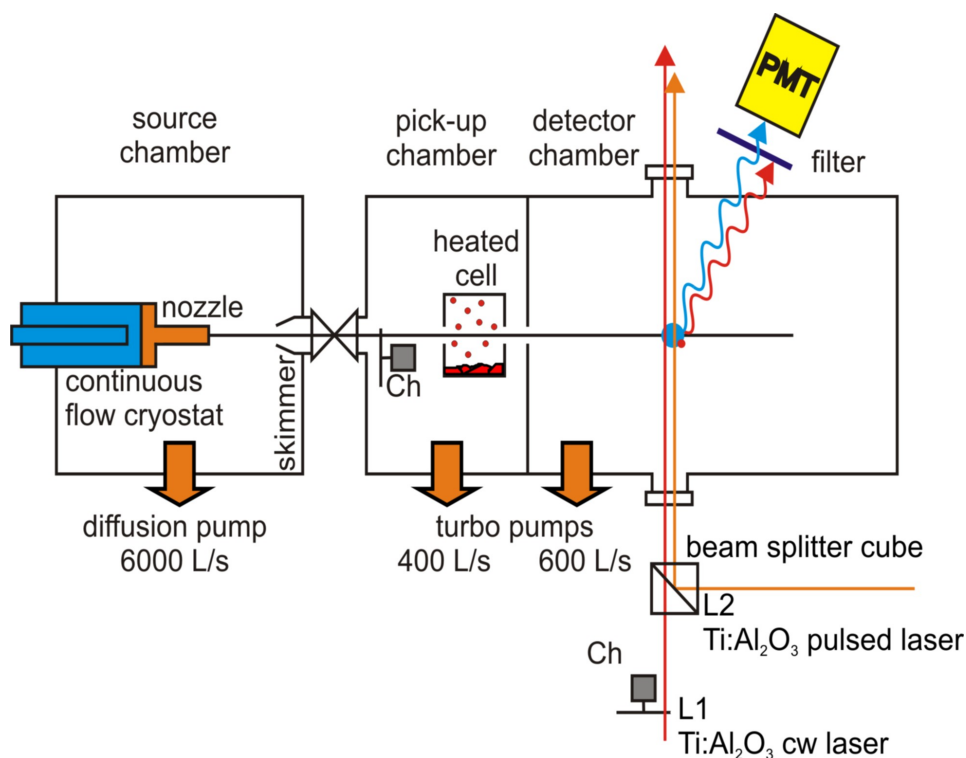 source
chamber
pick-up
chamber
detector
chamber
PMT
filter
heated
cell
nozzle
continuous
flow cryostat
skimmer
Ch
diffusion pump
6000 L/s
turbo pumps
400 L/s
600 L/s
beam splitter cube
L2
Ti:Al₂O₃ pulsed laser
Ch
L1
Ti:Al₂O₃ cw laser